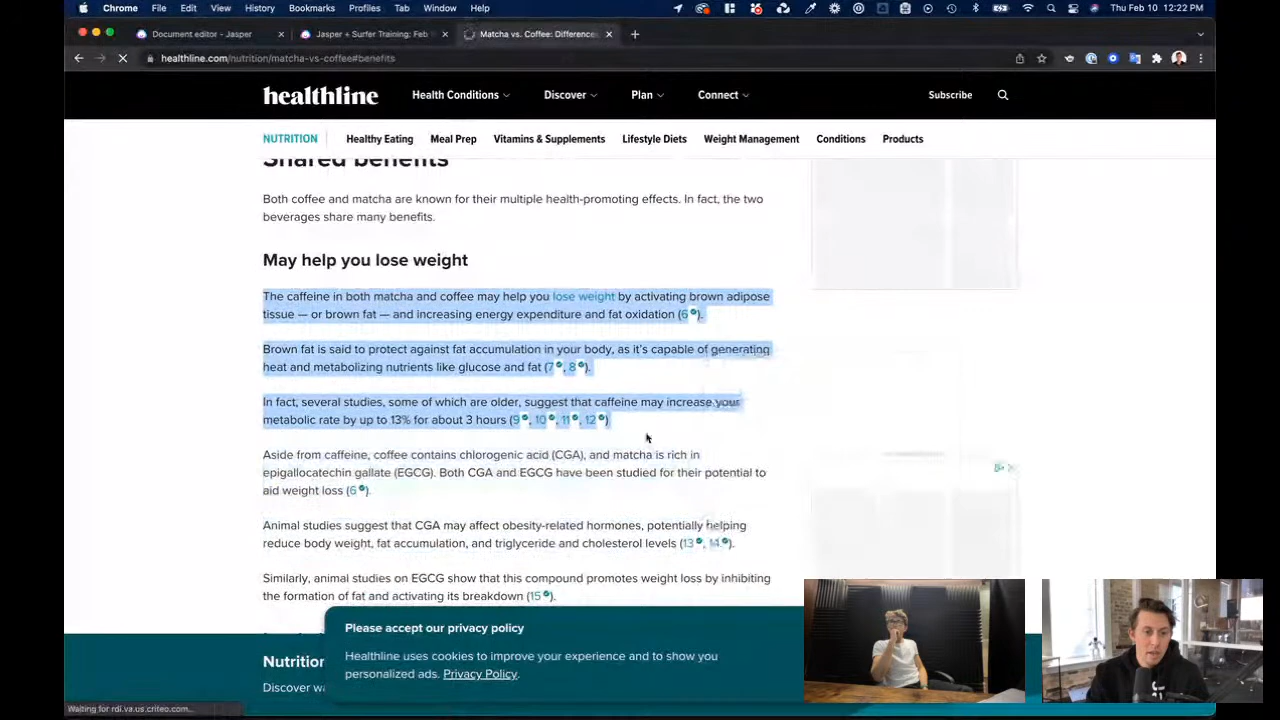 Chrome File Edit View History Bookmarks Profiles Tab Window Help Thu Feb 10 12:22 PM
Document editor - Jasper × Jasper + Surfer Training: Feb × Matcha vs. Coffee: Difference × +
healthline.com/nutrition/matcha-vs-coffee#benefits
healthline Health Conditions Discover Plan Connect Subscribe
NUTRITION Healthy Eating Meal Prep Vitamins & Supplements Lifestyle Diets Weight Management Conditions Products
Shared benefits
Both coffee and matcha are known for their multiple health-promoting effects. In fact, the two
beverages share many benefits.
May help you lose weight
The caffeine in both matcha and coffee may help you lose weight by activating brown adipose
tissue — or brown fat — and increasing energy expenditure and fat oxidation (6).
Brown fat is said to protect against fat accumulation in your body, as it's capable of generating
heat and metabolizing nutrients like glucose and fat (7, 8).
In fact, several studies, some of which are older, suggest that caffeine may increase your
metabolic rate by up to 13% for about 3 hours (9, 10, 11, 12)
Aside from caffeine, coffee contains chlorogenic acid (CGA), and matcha is rich in
epigallocatechin gallate (EGCG). Both CGA and EGCG have been studied for their potential to
aid weight loss (6).
Animal studies suggest that CGA may affect obesity-related hormones, potentially helping
reduce body weight, fat accumulation, and triglyceride and cholesterol levels (13, 14).
Similarly, animal studies on EGCG show that this compound promotes weight loss by inhibiting
the formation of fat and activating its breakdown (15).
Please accept our privacy policy
Nutrition
Healthline uses cookies to improve your experience and to show you
personalized ads. Privacy Policy.
Discover
Waiting for rdi.va.us.criteo.com...